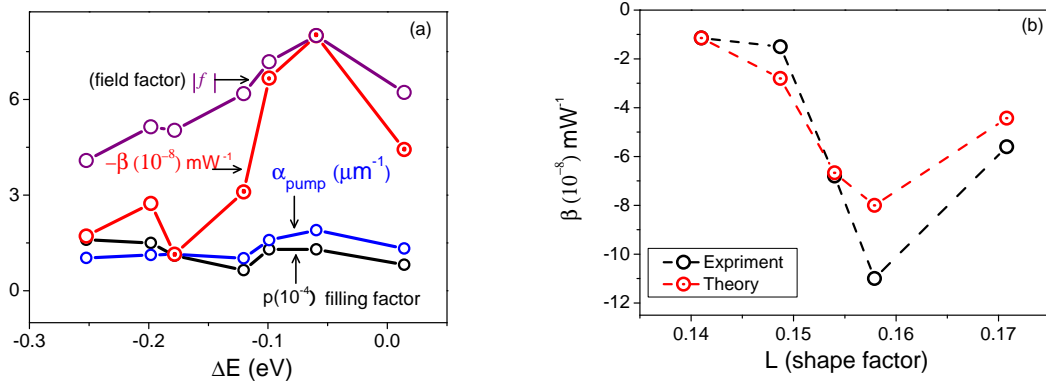 (a)
(field factor) |f|
−β (10⁻⁸) mW⁻¹
α_pump (μm⁻¹)
p(10⁻⁴) filling factor
6
3
0
-0.3 -0.2 -0.1 0.0
ΔE (eV)
(b)
0
-2
-4
-6
-8
-10
-12
β (10⁻⁸) mW⁻¹
Expriment
Theory
0.14 0.15 0.16 0.17
L (shape factor)